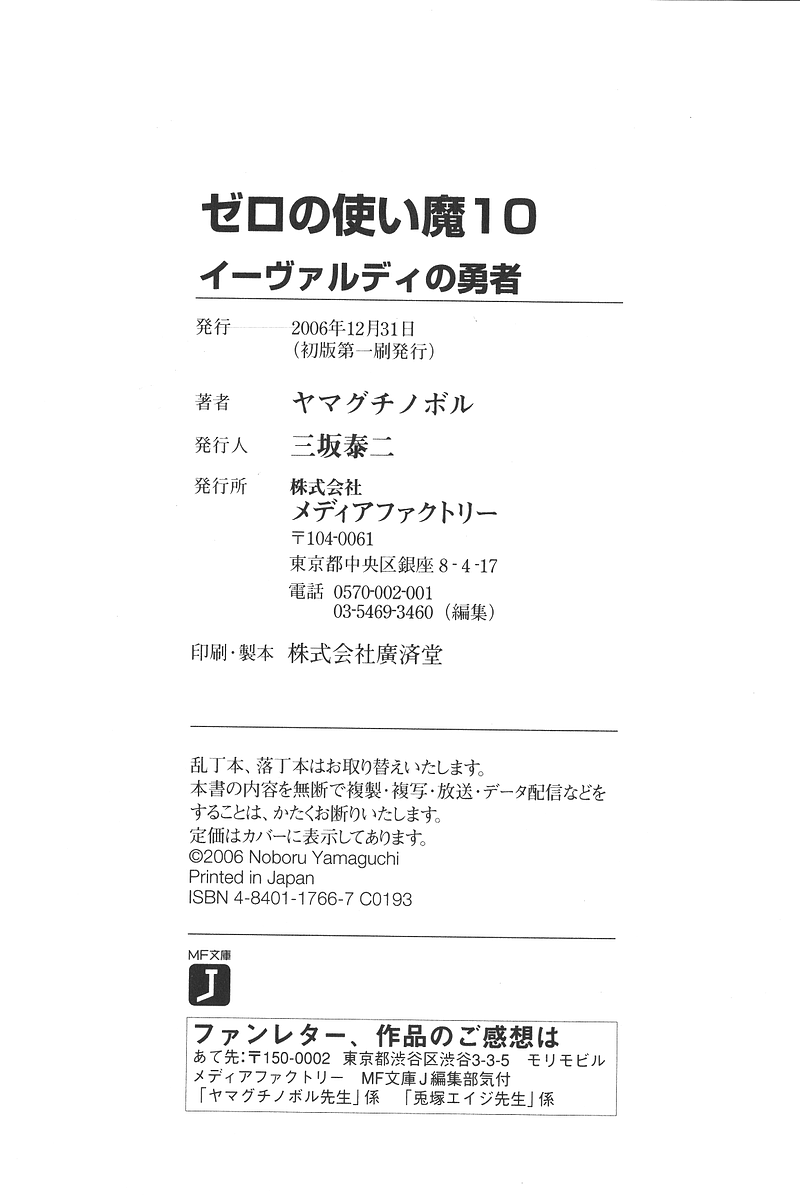 ゼロの使い魔10
イーヴァルディの勇者
発行 2006年12月31日
（初版第一刷発行）
著者 ヤマグチノボル
発行人 三坂泰二
発行所 株式会社
メディアファクトリー
〒104-0061
東京都中央区銀座8-4-17
電話 0570-002-001
03-5469-3460（編集）
印刷・製本 株式会社廣済堂
乱丁本、落丁本はお取り替えいたします。
本書の内容を無断で複製・複写・放送・データ配信などを
することは、かたくお断りいたします。
定価はカバーに表示してあります。
©2006 Noboru Yamaguchi
Printed in Japan
ISBN 4-8401-1766-7 C0193
MF文庫
J
ファンレター、作品のご感想は
あて先:〒150-0002 東京都渋谷区渋谷3-3-5 モリモビル
メディアファクトリー MF文庫J編集部気付
「ヤマグチノボル先生」係 「兎塚エイジ先生」係